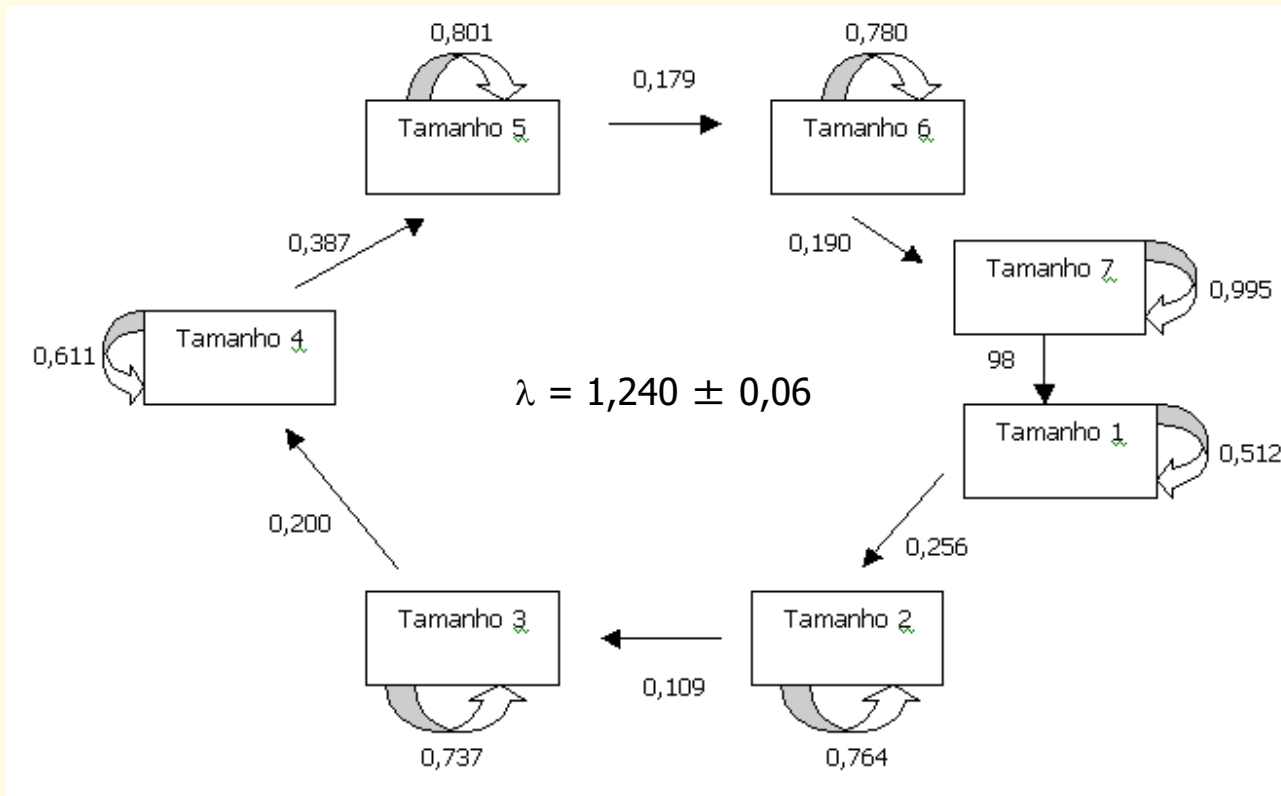 0,801
0,780
0,179
Tamanho 5
Tamanho 6
0,387
0,190
Tamanho 7
0,995
Tamanho 4
0,611
98
λ = 1,240 ± 0,06
Tamanho 1
0,512
0,200
0,256
Tamanho 3
Tamanho 2
0,109
0,737
0,764